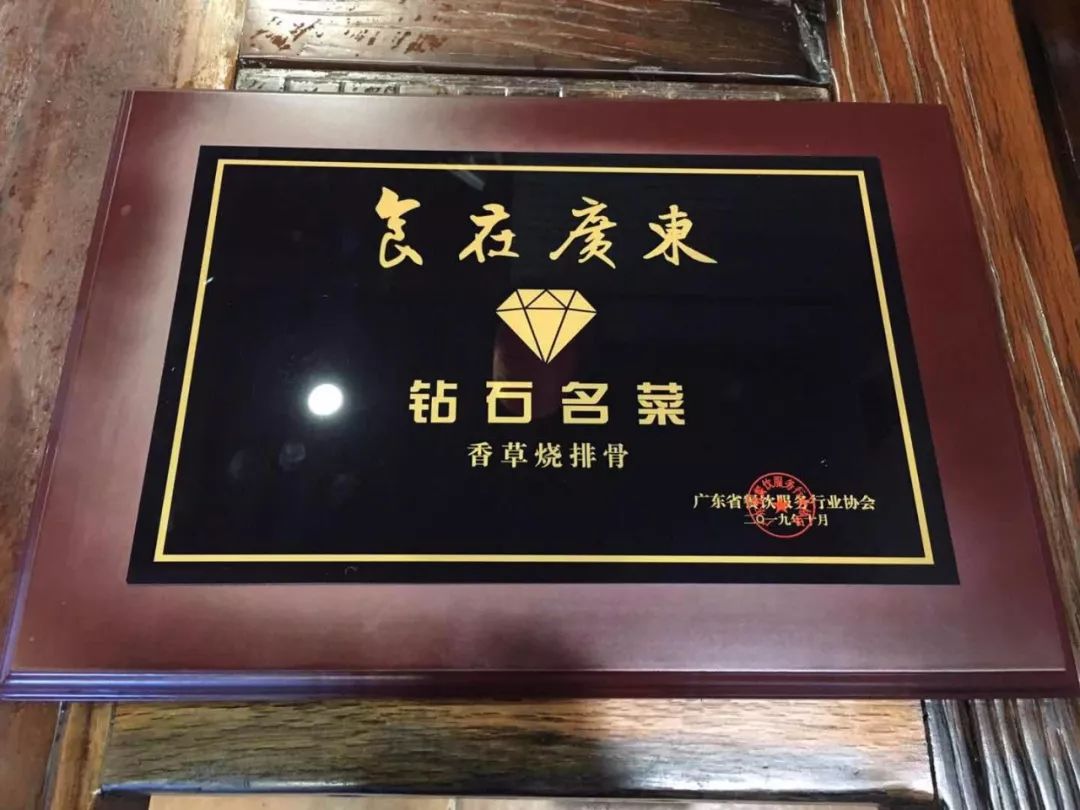 食在廣東
钻石名菜
香草烧排骨
广东省餐饮服务行业协会
二〇一九年十月